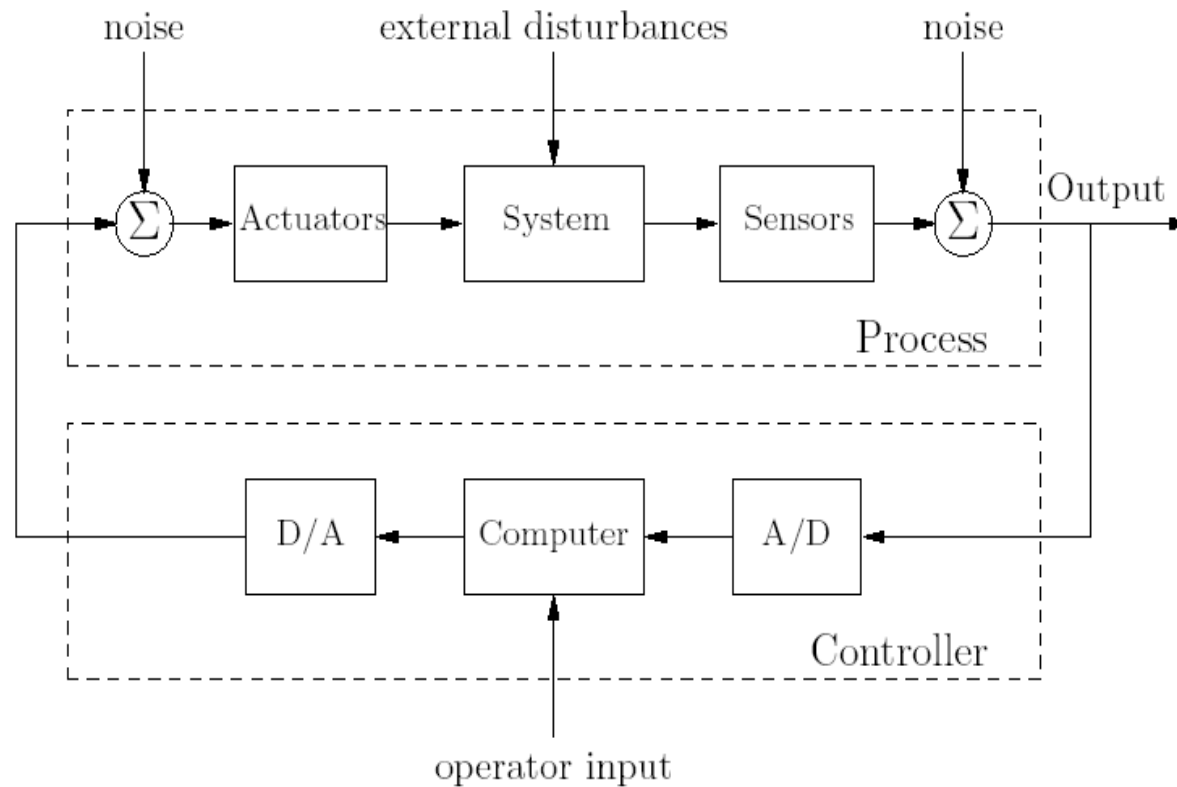 noise
external disturbances
noise
Σ
Actuators
System
Sensors
Σ
Output
Process
D/A
Computer
A/D
Controller
operator input